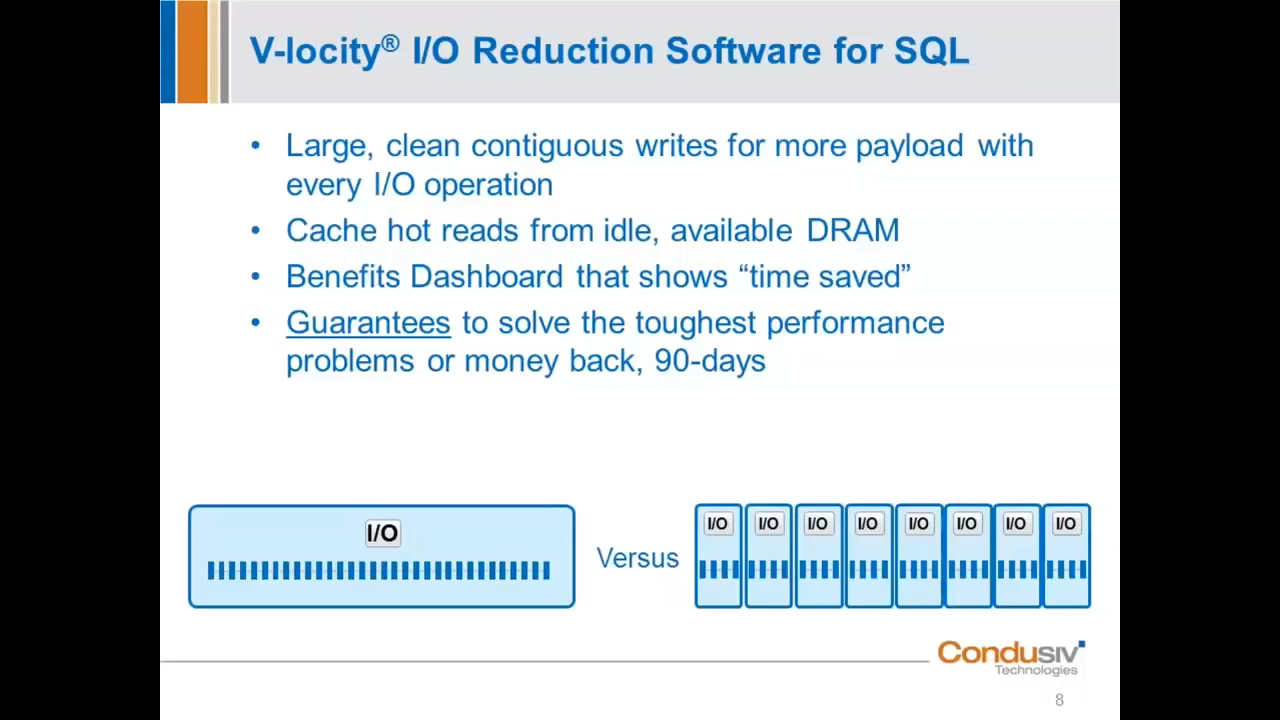 V-locity® I/O Reduction Software for SQL
• Large, clean contiguous writes for more payload with
every I/O operation
• Cache hot reads from idle, available DRAM
• Benefits Dashboard that shows “time saved”
• Guarantees to solve the toughest performance
problems or money back, 90-days
I/O
Versus
I/O I/O I/O I/O I/O I/O I/O I/O
Condusiv
Technologies
8